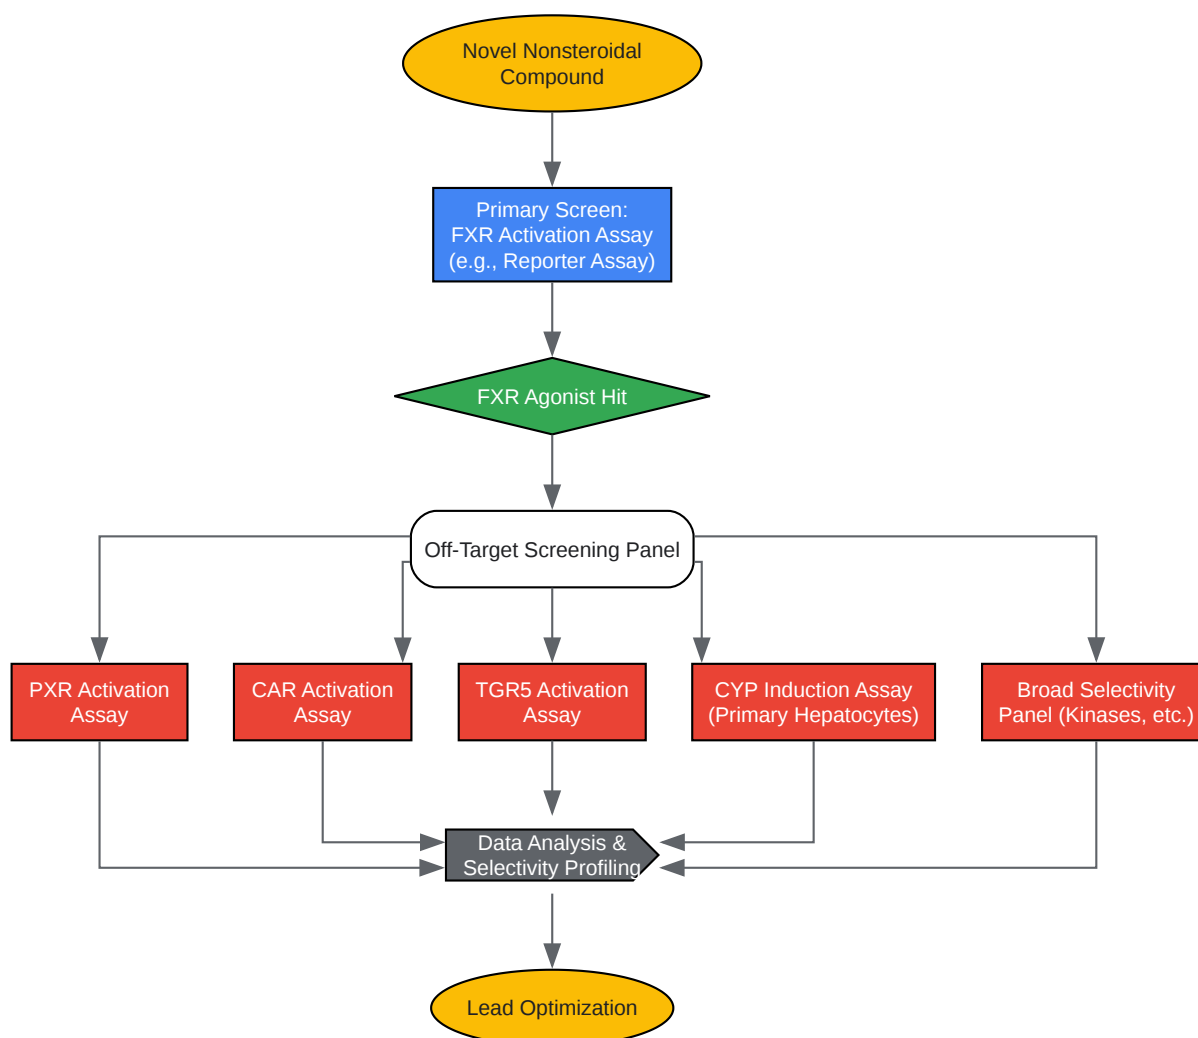 Novel Nonsteroidal
Compound
Primary Screen:
FXR Activation Assay
(e.g., Reporter Assay)
FXR Agonist Hit
Off-Target Screening Panel
PXR Activation
Assay
CAR Activation
Assay
TGR5 Activation
Assay
CYP Induction Assay
(Primary Hepatocytes)
Broad Selectivity
Panel (Kinases, etc.)
Data Analysis &
Selectivity Profiling
Lead Optimization